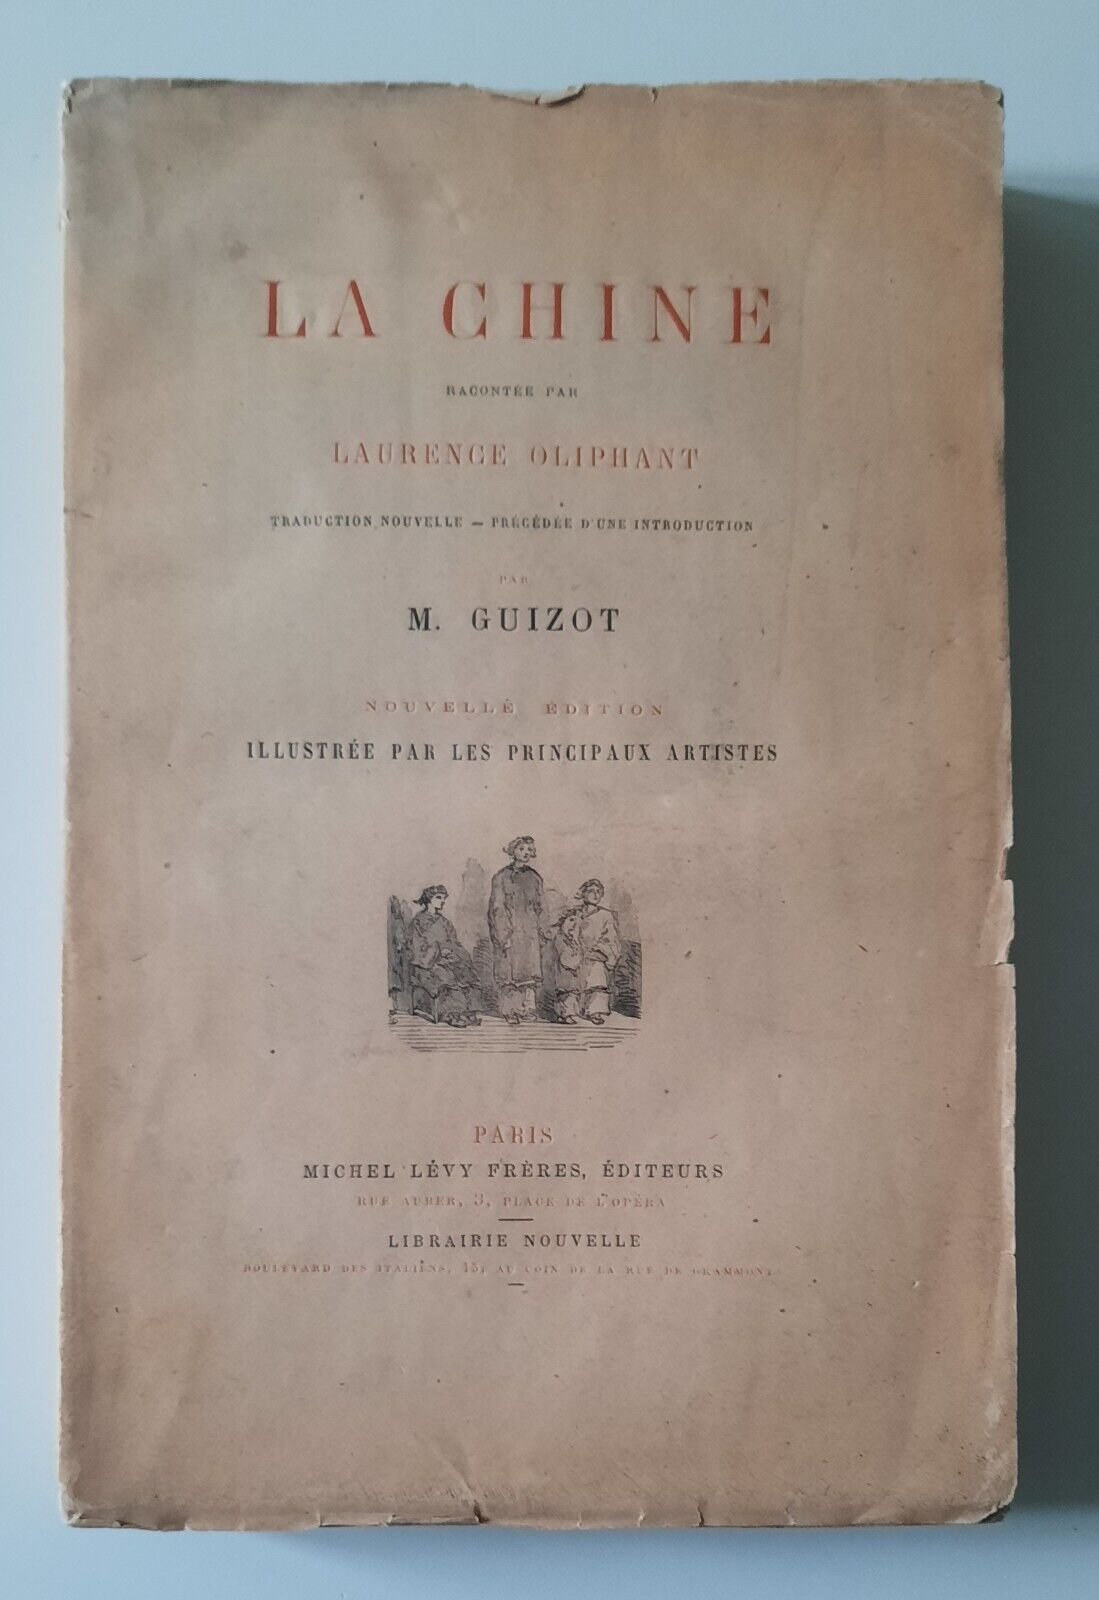 LA CHINE
RACONTÉE PAR
LAURENCE OLIPHANT
TRADUCTION NOUVELLE — PRÉCÉDÉE D'UNE INTRODUCTION
PAR
M. GUIZOT
NOUVELLE ÉDITION
ILLUSTRÉE PAR LES PRINCIPAUX ARTISTES
PARIS
MICHEL LÉVY FRÈRES, ÉDITEURS
RUE AUBER, 3, PLACE DE L'OPÉRA
LIBRAIRIE NOUVELLE
BOULEVARD DES ITALIENS, 15, AU COIN DE LA RUE DE GRAMMONT